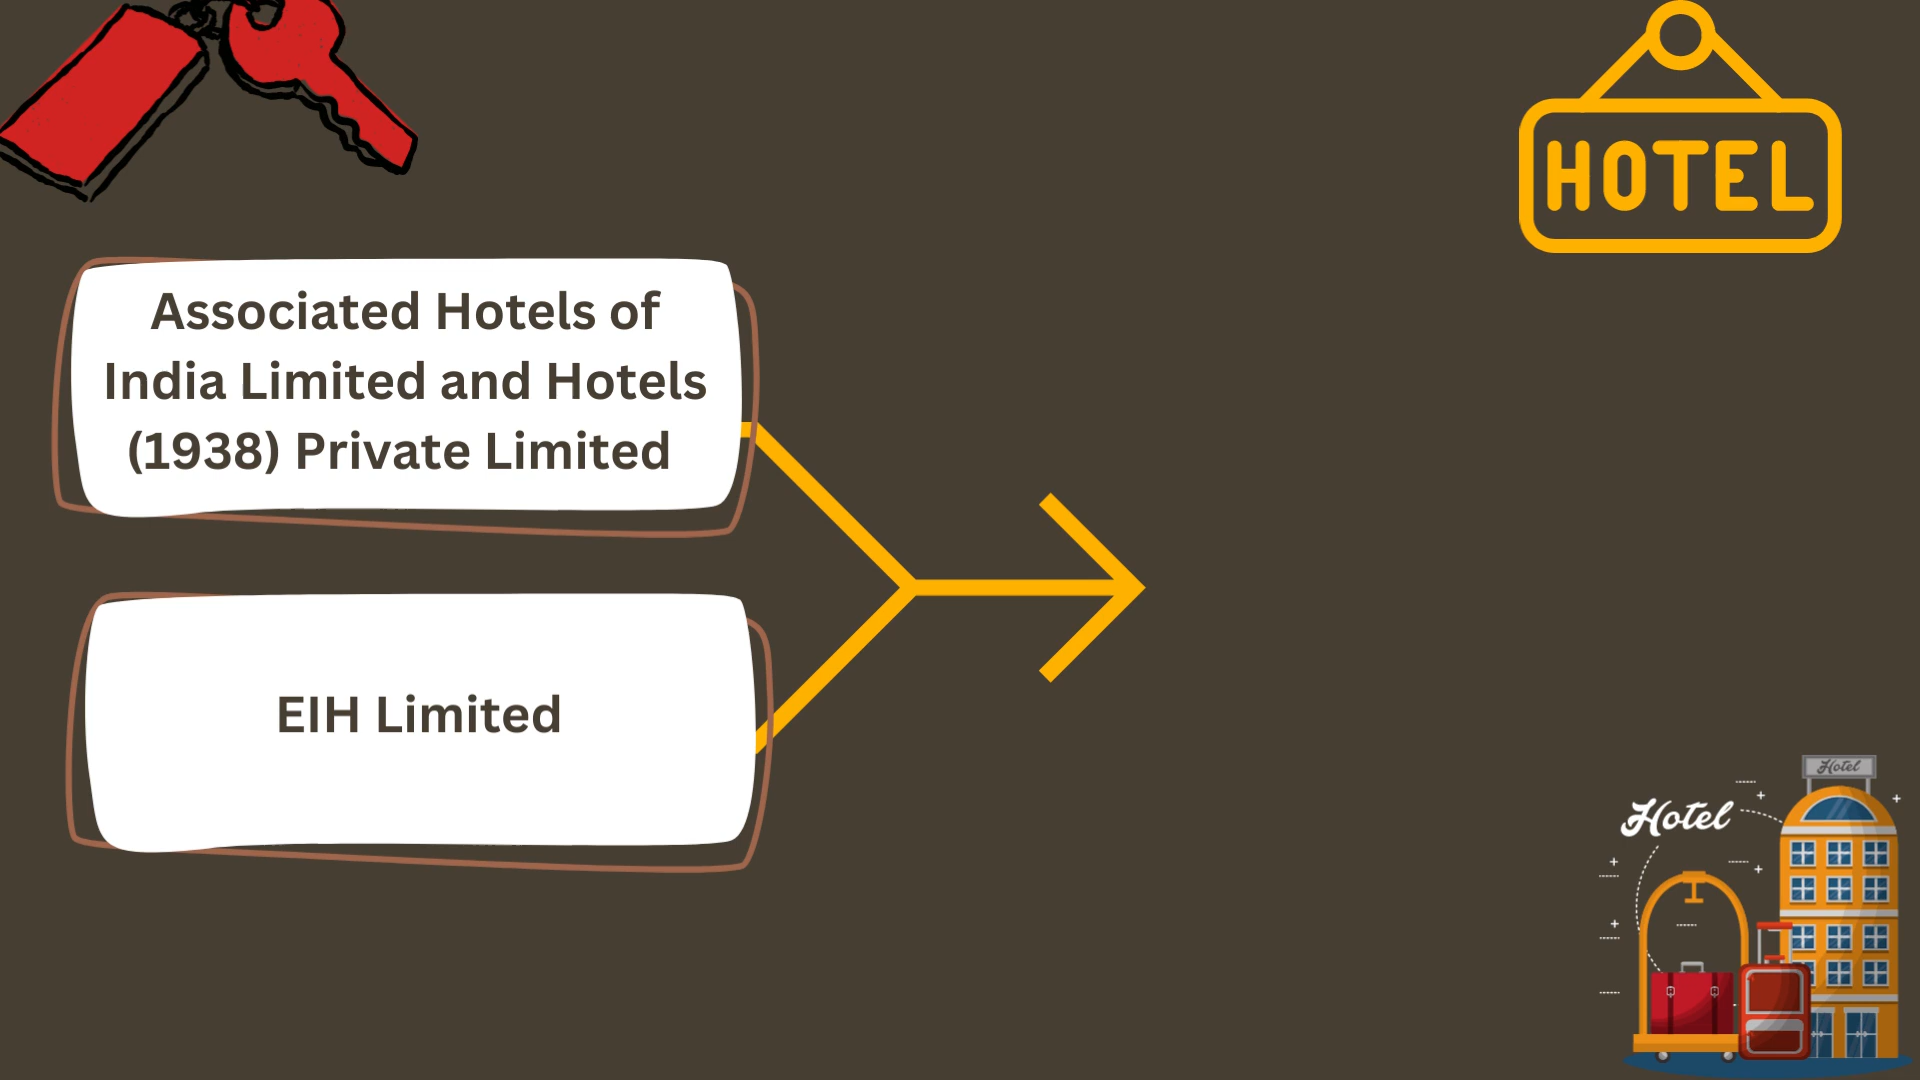 HOTEL
Associated Hotels of
India Limited and Hotels
(1938) Private Limited
EIH Limited
Hotel
Hotel